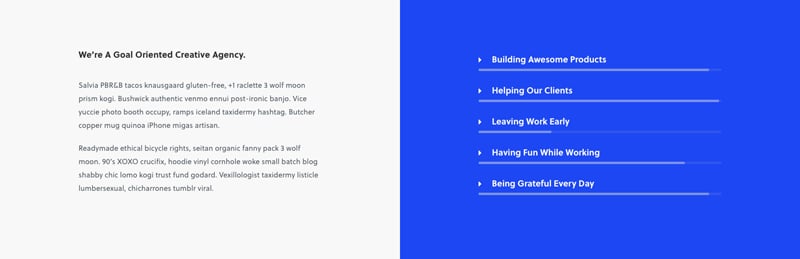 We're A Goal Oriented Creative Agency.
Salvia PBR&B tacos knausgaard gluten-free, +1 raclette 3 wolf moon
prism kogi. Bushwick authentic venmo ennui post-ironic banjo. Vice
yuccie photo booth occupy, ramps iceland taxidermy hashtag. Butcher
copper mug quinoa iPhone migas artisan.
Readymade ethical bicycle rights, seitan organic fanny pack 3 wolf
moon. 90's XOXO crucifix, hoodie vinyl cornhole woke small batch blog
shabby chic lomo kogi trust fund godard. Vexillologist taxidermy listicle
lumbersexual, chicharrones tumblr viral.
Building Awesome Products
Helping Our Clients
Leaving Work Early
Having Fun While Working
Being Grateful Every Day